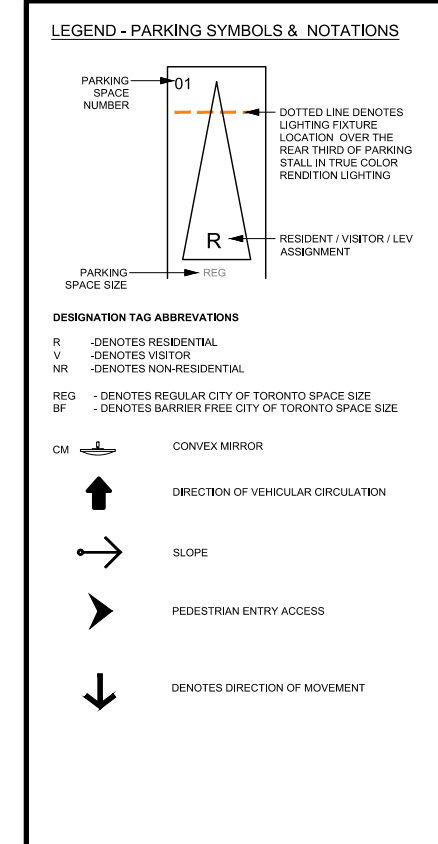 LEGEND - PARKING SYMBOLS & NOTATIONS
PARKING
SPACE
NUMBER
01
DOTTED LINE DENOTES
LIGHTING FIXTURE
LOCATION OVER THE
REAR THIRD OF PARKING
STALL IN TRUE COLOR
RENDITION LIGHTING
R
RESIDENT / VISITOR / LEV
ASSIGNMENT
PARKING
SPACE SIZE
REG
DESIGNATION TAG ABBREVATIONS
R -DENOTES RESIDENTIAL
V -DENOTES VISITOR
NR -DENOTES NON-RESIDENTIAL
REG - DENOTES REGULAR CITY OF TORONTO SPACE SIZE
BF - DENOTES BARRIER FREE CITY OF TORONTO SPACE SIZE
CM CONVEX MIRROR
DIRECTION OF VEHICULAR CIRCULATION
SLOPE
PEDESTRIAN ENTRY ACCESS
DENOTES DIRECTION OF MOVEMENT